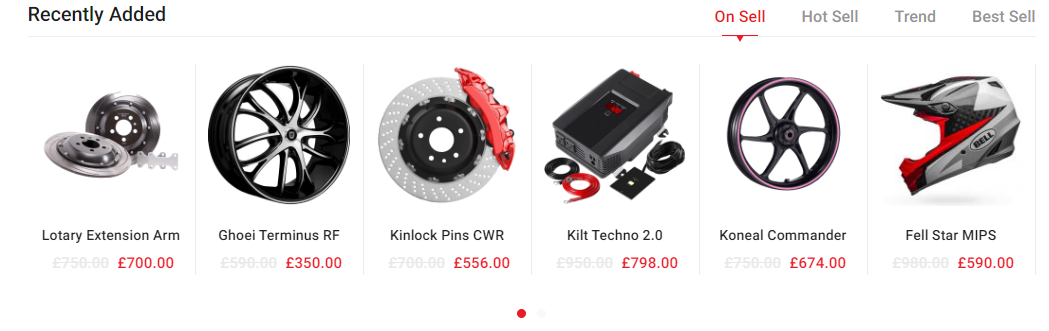 Recently Added
On Sell Hot Sell Trend Best Sell
Lotary Extension Arm
£750.00 £700.00
Ghoei Terminus RF
£590.00 £350.00
Kinlock Pins CWR
£700.00 £556.00
Kilt Techno 2.0
£950.00 £798.00
Koneal Commander
£750.00 £674.00
BELL
Fell Star MIPS
£980.00 £590.00